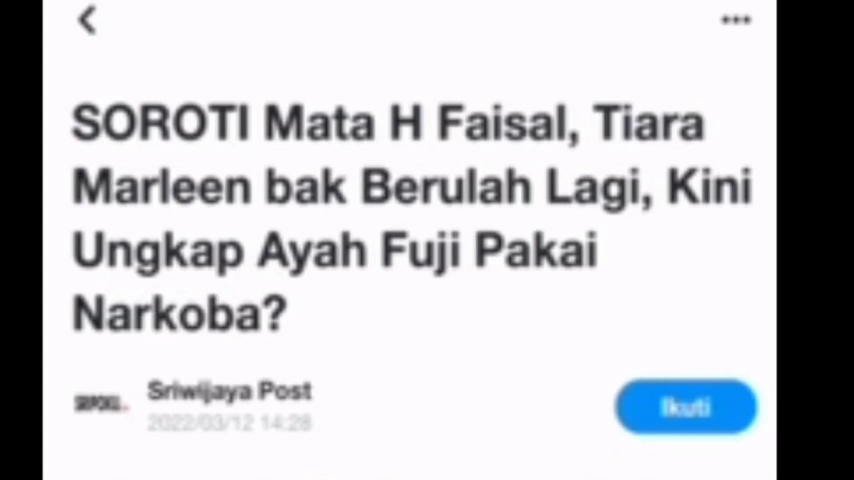 SOROTI Mata H Faisal, Tiara
Marleen bak Berulah Lagi, Kini
Ungkap Ayah Fuji Pakai
Narkoba?
SRIPOKU.
Sriwijaya Post
2022/03/12 14:28
Ikuti